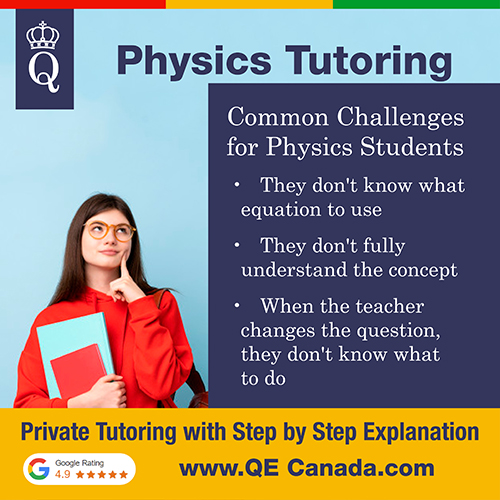 Q
Physics Tutoring
Common Challenges
for Physics Students
• They don't know what
equation to use
• They don't fully
understand the concept
• When the teacher
changes the question,
they don't know what
to do
Private Tutoring with Step by Step Explanation
G
Google Rating
4.9
www.QE Canada.com